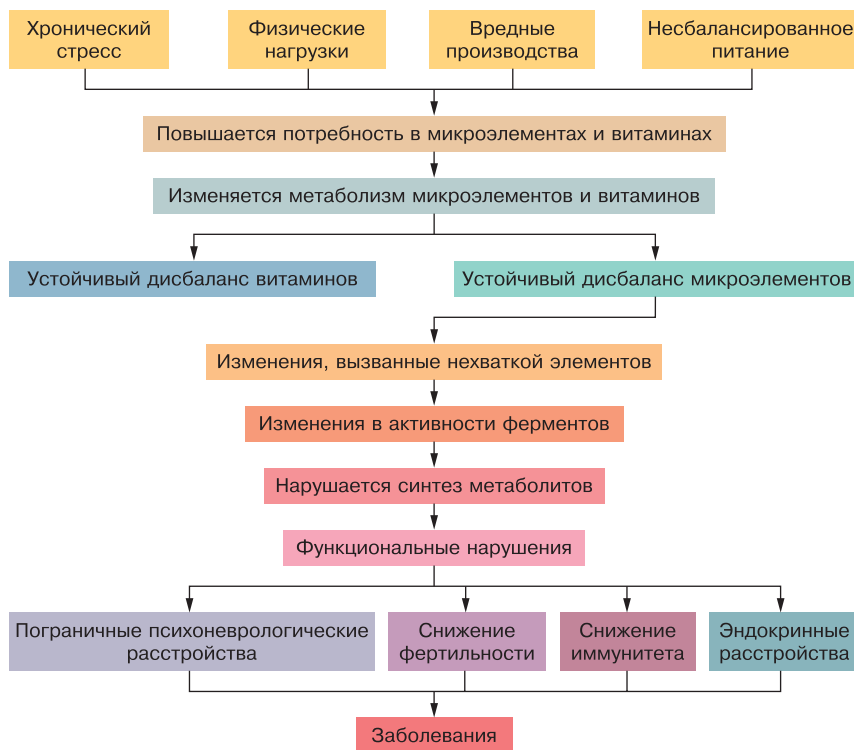 Хронический
стресс
Физические
нагрузки
Вредные
производства
Несбалансированное
питание
Повышается потребность в микроэлементах и витаминах
Изменяется метаболизм микроэлементов и витаминов
Устойчивый дисбаланс витаминов
Устойчивый дисбаланс микроэлементов
Изменения, вызванные нехваткой элементов
Изменения в активности ферментов
Нарушается синтез метаболитов
Функциональные нарушения
Пограничные психоневрологические
расстройства
Снижение
фертильности
Снижение
иммунитета
Эндокринные
расстройства
Заболевания